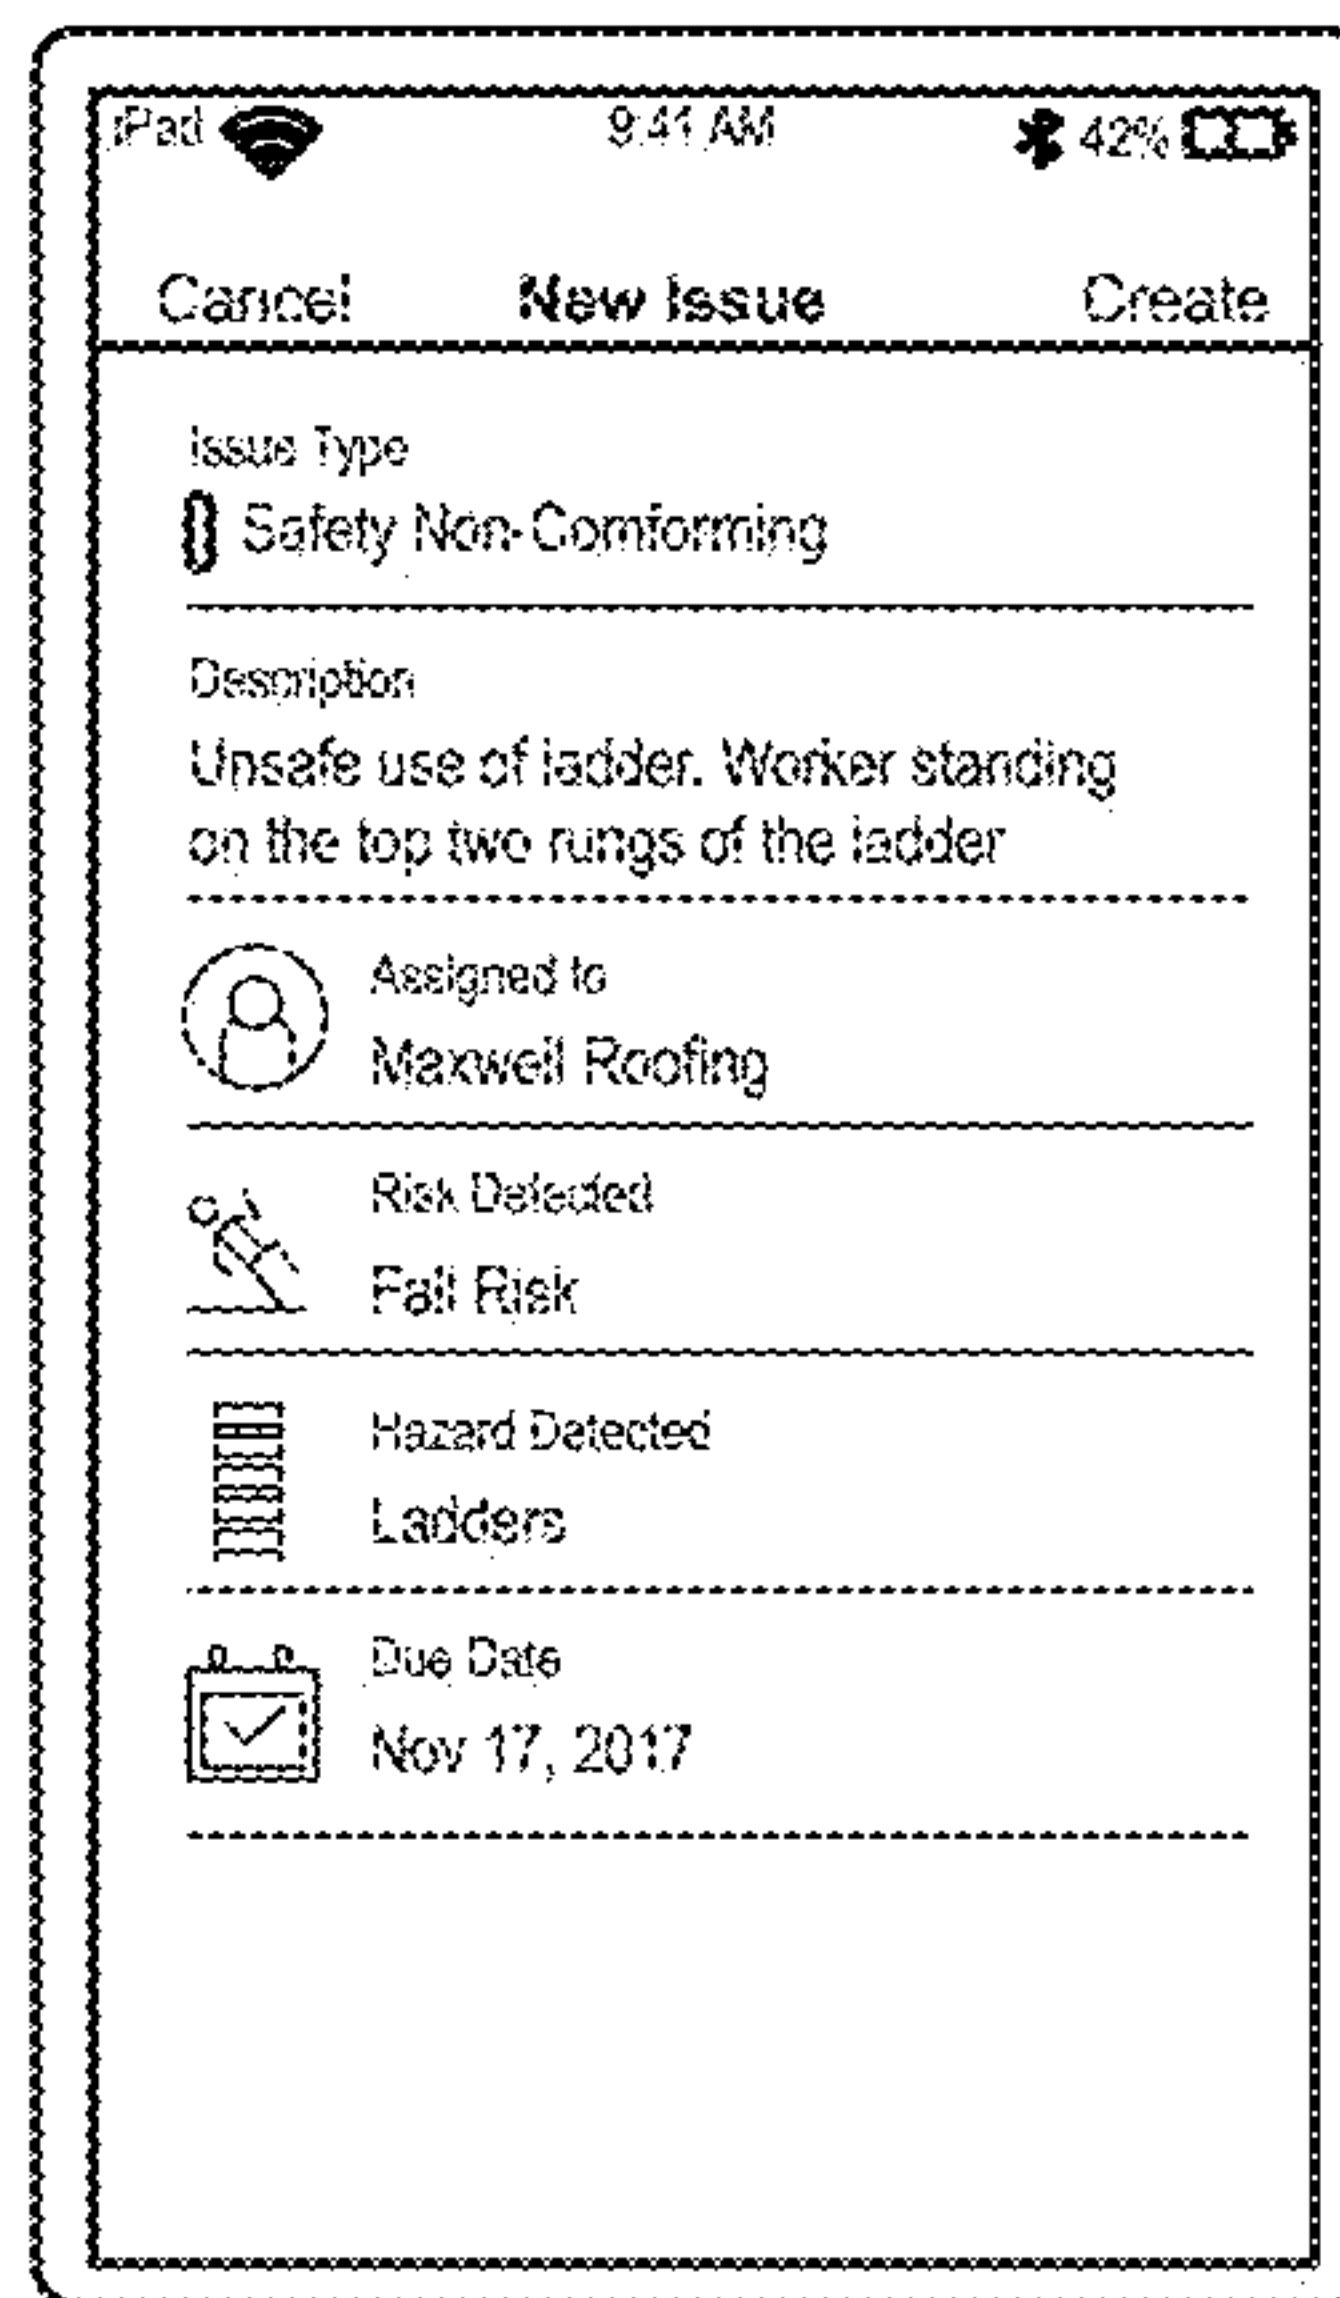 iPad 9:41 AM 42%
Cancel New Issue Create
Issue Type
Safety Non-Comforming
Description
Unsafe use of ladder. Worker standing
on the top two rungs of the ladder
Assigned to
Maxwell Roofing
Risk Detected
Fall Risk
Hazard Detected
Ladders
Due Date
Nov 17, 2017